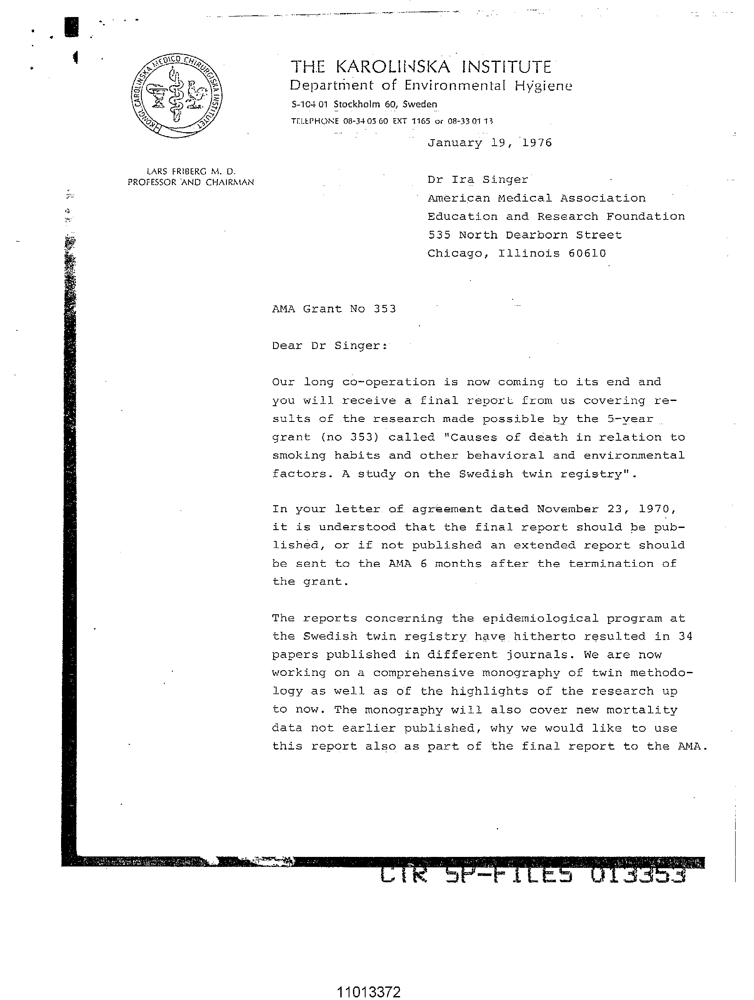 THE KAROLINSKA INSTITUTE
Department of Environmental Hygiene
S-104 01 Stockholm 60, Sweden
TELEPHONE 08-34 05 60 EXT 1165 or 08-33 01 13
January 19, 1976
LARS FRIBERG M. D.
PROFESSOR AND CHAIRMAN
Dr Ira Singer
American Medical Association
Education and Research Foundation
535 North Dearborn Street
Chicago, Illinois 60610
AMA Grant No 353
Dear Dr Singer:
Our long co-operation is now coming to its end and
you will receive a final report from us covering re-
sults of the research made possible by the 5-year
grant (no 353) called "Causes of death in relation to
smoking habits and other behavioral and environmental
factors. A study on the Swedish twin registry".
In your letter of agreement dated November 23, 1970,
it is understood that the final report should be pub-
lished, or if not published an extended report should
be sent to the AMA 6 months after the termination of
the grant.
The reports concerning the epidemiological program at
the Swedish twin registry have hitherto resulted in 34
papers published in different journals. We are now
working on a comprehensive monography of twin methodo-
logy as well as of the highlights of the research up
to now. The monography will also cover new mortality
data not earlier published, why we would like to use
this report also as part of the final report to the AMA.
CTR SP-FILES 013353
11013372